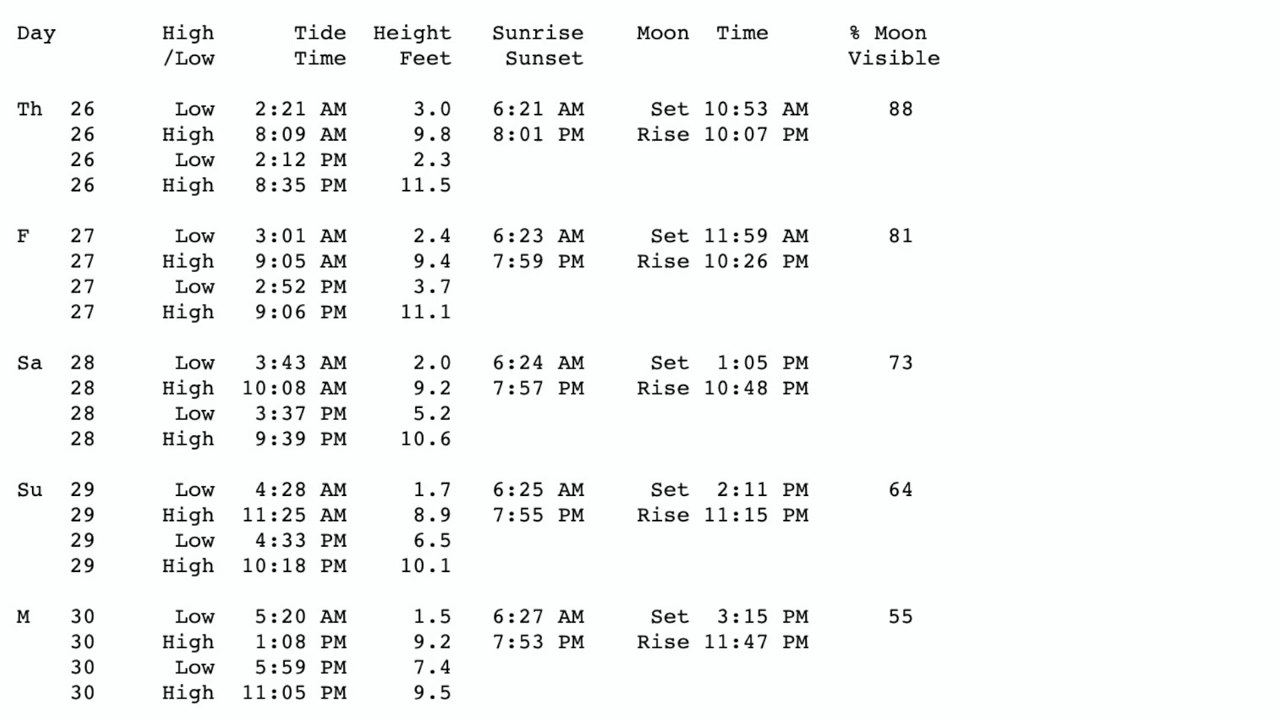 Day        High      Tide  Height   Sunrise    Moon  Time      % Moon
           /Low      Time    Feet    Sunset                    Visible
Th  26      Low   2:21 AM     3.0   6:21 AM     Set 10:53 AM      88
    26     High   8:09 AM     9.8   8:01 PM    Rise 10:07 PM
    26      Low   2:12 PM     2.3
    26     High   8:35 PM    11.5
F   27      Low   3:01 AM     2.4   6:23 AM     Set 11:59 AM      81
    27     High   9:05 AM     9.4   7:59 PM    Rise 10:26 PM
    27      Low   2:52 PM     3.7
    27     High   9:06 PM    11.1
Sa  28      Low   3:43 AM     2.0   6:24 AM     Set  1:05 PM      73
    28     High  10:08 AM     9.2   7:57 PM    Rise 10:48 PM
    28      Low   3:37 PM     5.2
    28     High   9:39 PM    10.6
Su  29      Low   4:28 AM     1.7   6:25 AM     Set  2:11 PM      64
    29     High  11:25 AM     8.9   7:55 PM    Rise 11:15 PM
    29      Low   4:33 PM     6.5
    29     High  10:18 PM    10.1
M   30      Low   5:20 AM     1.5   6:27 AM     Set  3:15 PM      55
    30     High   1:08 PM     9.2   7:53 PM    Rise 11:47 PM
    30      Low   5:59 PM     7.4
    30     High  11:05 PM     9.5